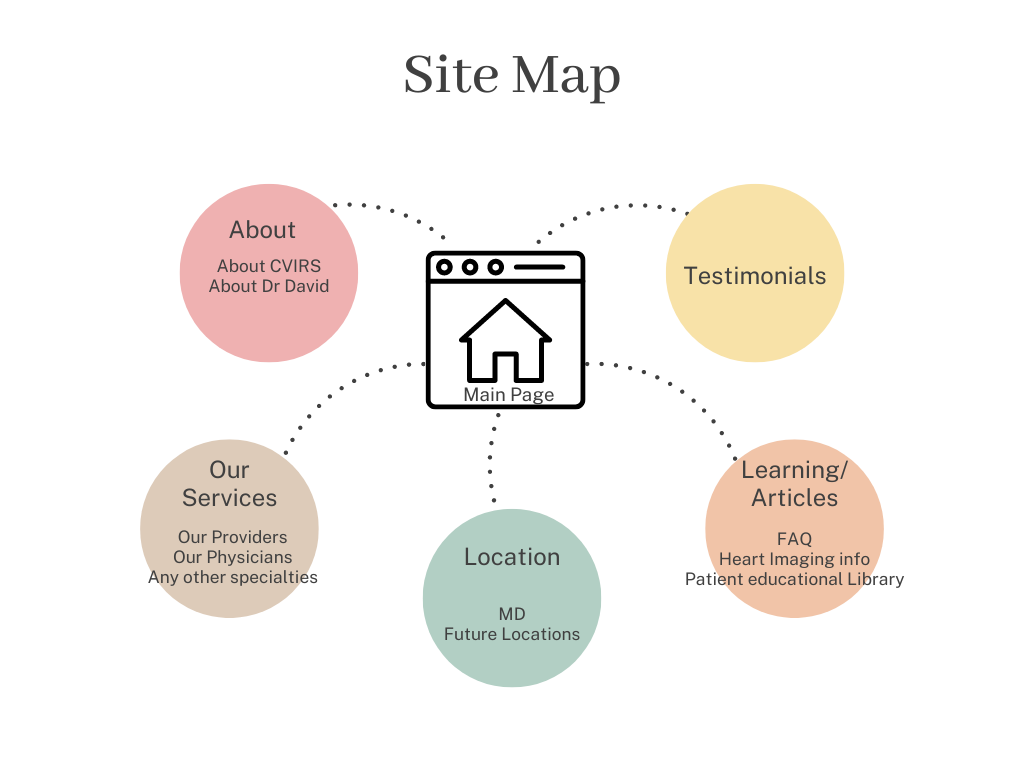 Site Map
About
About CVIRS
About Dr David
Testimonials
Main Page
Our
Services
Our Providers
Our Physicians
Any other specialties
Location
MD
Future Locations
Learning/
Articles
FAQ
Heart Imaging info
Patient educational Library